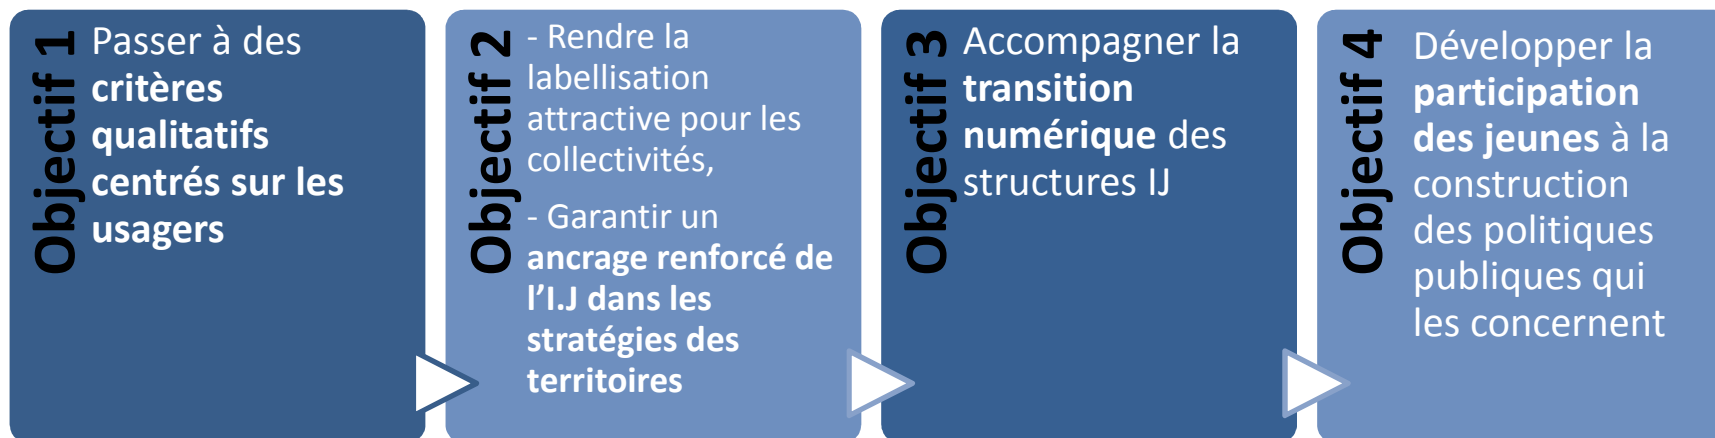 Objectif 1
Passer à des
critères
qualitatifs
centrés sur les
usagers
Objectif 2
- Rendre la
labellisation
attractive pour les
collectivités,
- Garantir un
ancrage renforcé de
l’I.J dans les
stratégies des
territoires
Objectif 3
Accompagner la
transition
numérique des
structures IJ
Objectif 4
Développer la
participation
des jeunes à la
construction
des politiques
publiques qui
les concernent